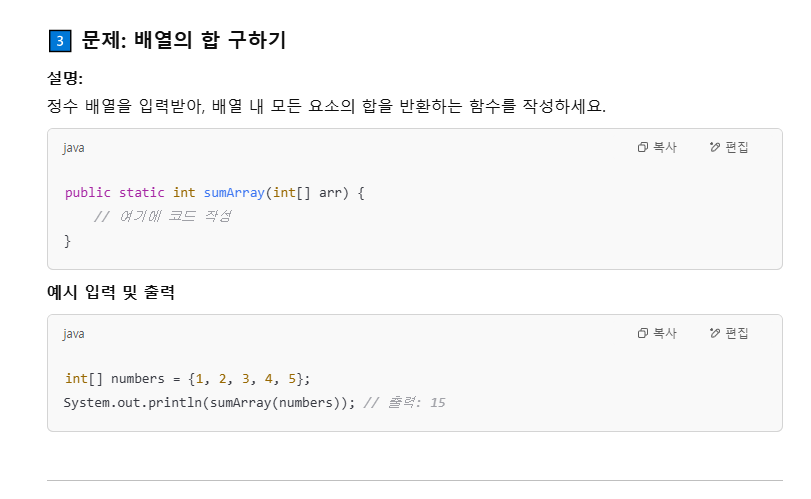 3 문제: 배열의 합 구하기
설명:
정수 배열을 입력받아, 배열 내 모든 요소의 합을 반환하는 함수를 작성하세요.
java 복사 편집
public static int sumArray(int[] arr) {
    // 여기에 코드 작성
}
예시 입력 및 출력
java 복사 편집
int[] numbers = {1, 2, 3, 4, 5};
System.out.println(sumArray(numbers)); // 출력: 15